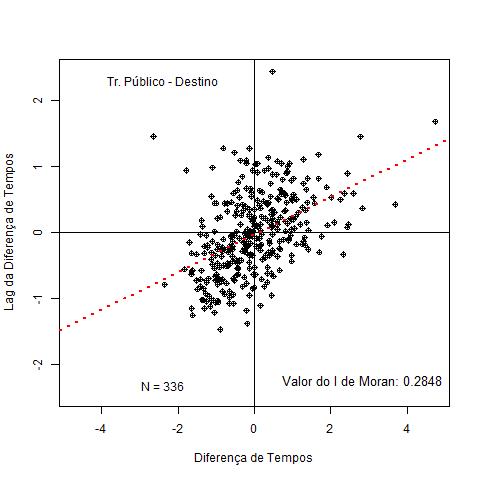 Tr. Público - Destino
2
1
0
-1
-2
Lag da Diferença de Tempos
N = 336
Valor do I de Moran: 0.2848
-4
-2
0
2
4
Diferença de Tempos